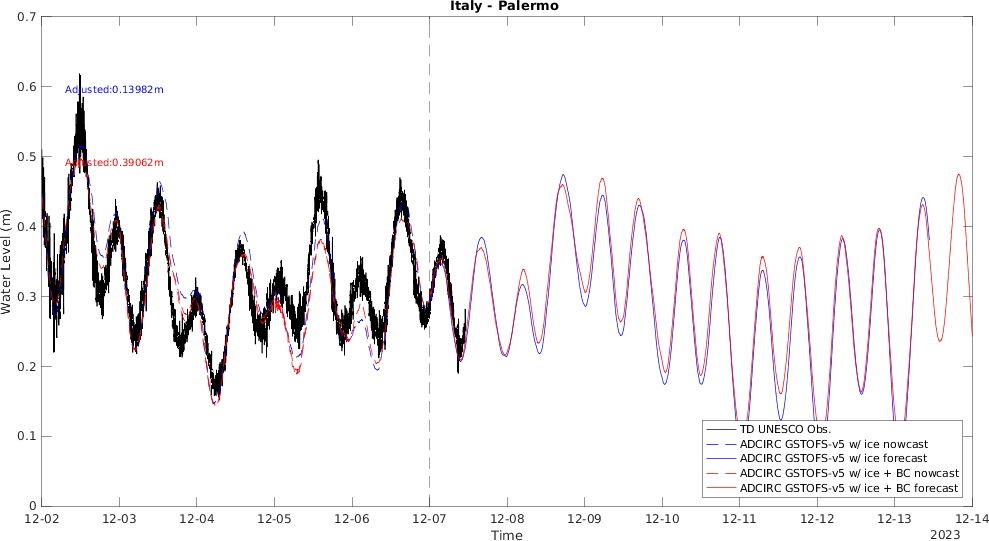 Italy - Palermo
0.7
0.6
0.5
0.4
0.3
0.2
0.1
0
Water Level (m)
Adjusted:0.13982m
Adjusted:0.39062m
TD UNESCO Obs.
ADCIRC GSTOFS-v5 w/ ice nowcast
ADCIRC GSTOFS-v5 w/ ice forecast
ADCIRC GSTOFS-v5 w/ ice + BC nowcast
ADCIRC GSTOFS-v5 w/ ice + BC forecast
12-02 12-03 12-04 12-05 12-06 12-07 12-08 12-09 12-10 12-11 12-12 12-13 12-14
Time
2023